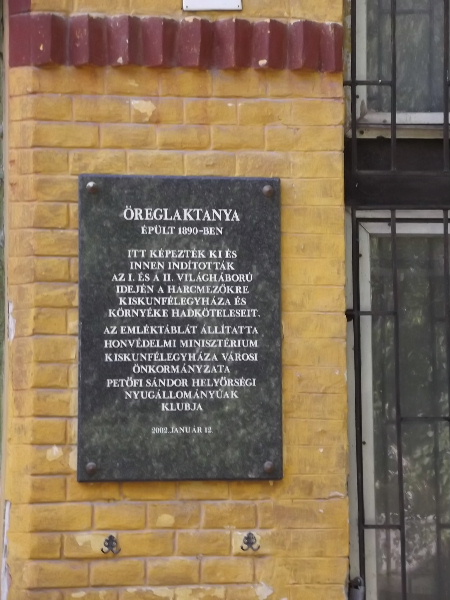 ÖREGLAKTANYA
ÉPÜLT 1890-BEN
ITT KÉPEZTÉK KI ÉS
INNEN INDÍTOTTÁK
AZ I. ÉS A II. VILÁGHÁBORÚ
IDEJÉN A HARCMEZŐKRE
KISKUNFÉLEGYHÁZA ÉS
KÖRNYÉKE HADKÖTELESEIT.
AZ EMLÉKTÁBLÁT ÁLLÍTATTA
HONVÉDELMI MINISZTÉRIUM
KISKUNFÉLEGYHÁZA VÁROSI
ÖNKORMÁNYZATA
PETŐFI SÁNDOR HELYŐRSÉGI
NYUGÁLLOMÁNYÚAK
KLUBJA
2002. JANUÁR 12.